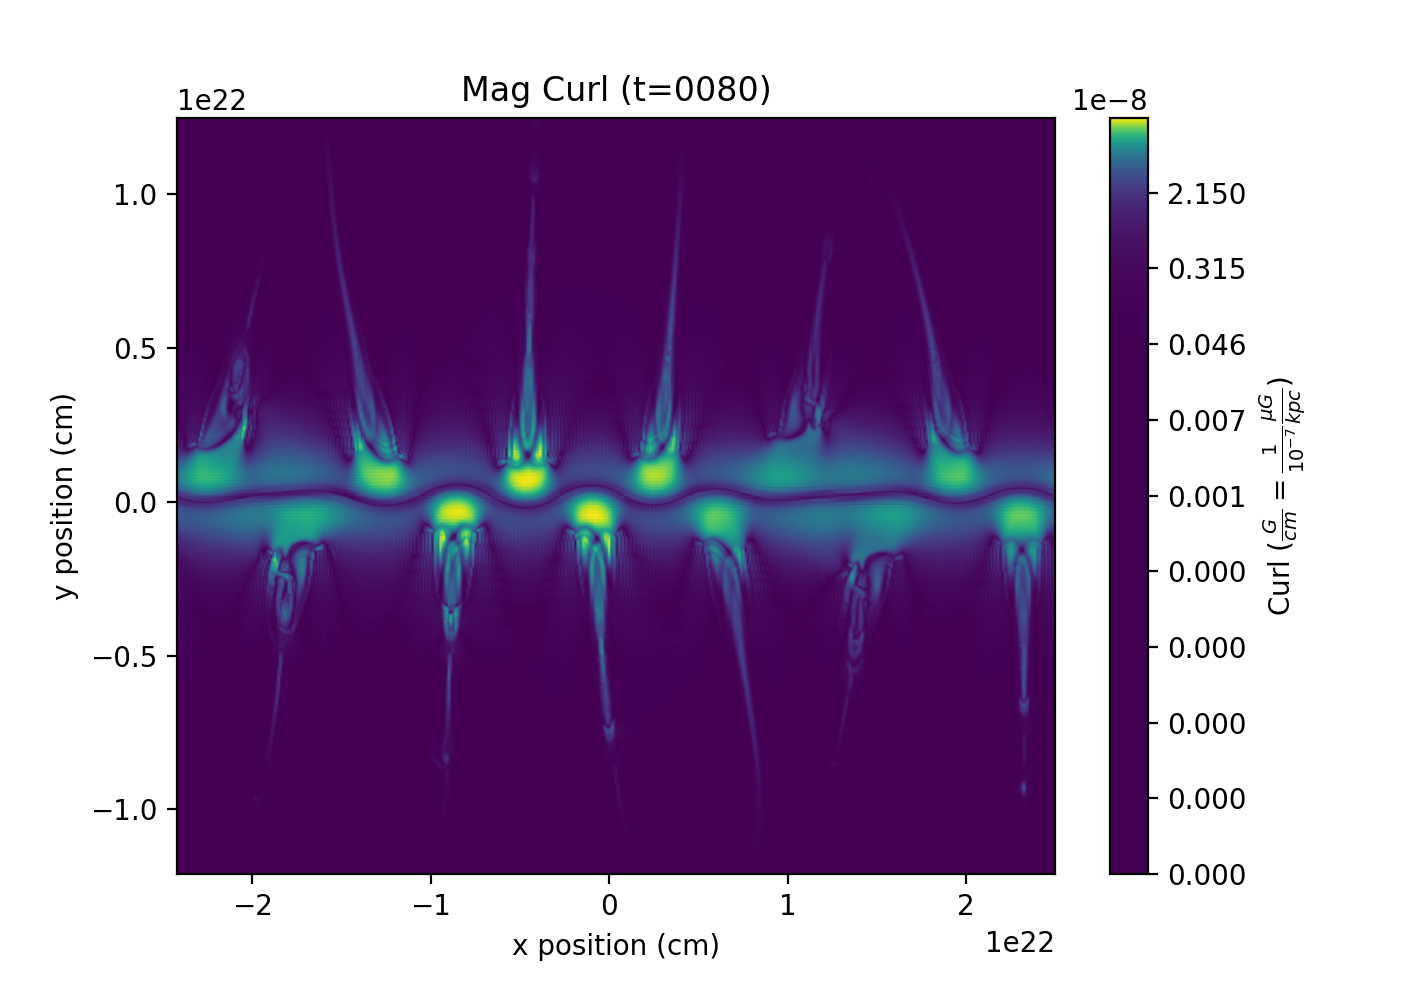 Mag Curl (t=0080)
1e22
1e−8
1.0
0.5
0.0
−0.5
−1.0
y position (cm)
−2
−1
0
1
2
x position (cm)
1e22
2.150
0.315
0.046
0.007
0.001
0.000
0.000
0.000
0.000
0.000
Curl (G/cm = 1/10⁻⁷ μG/kpc)